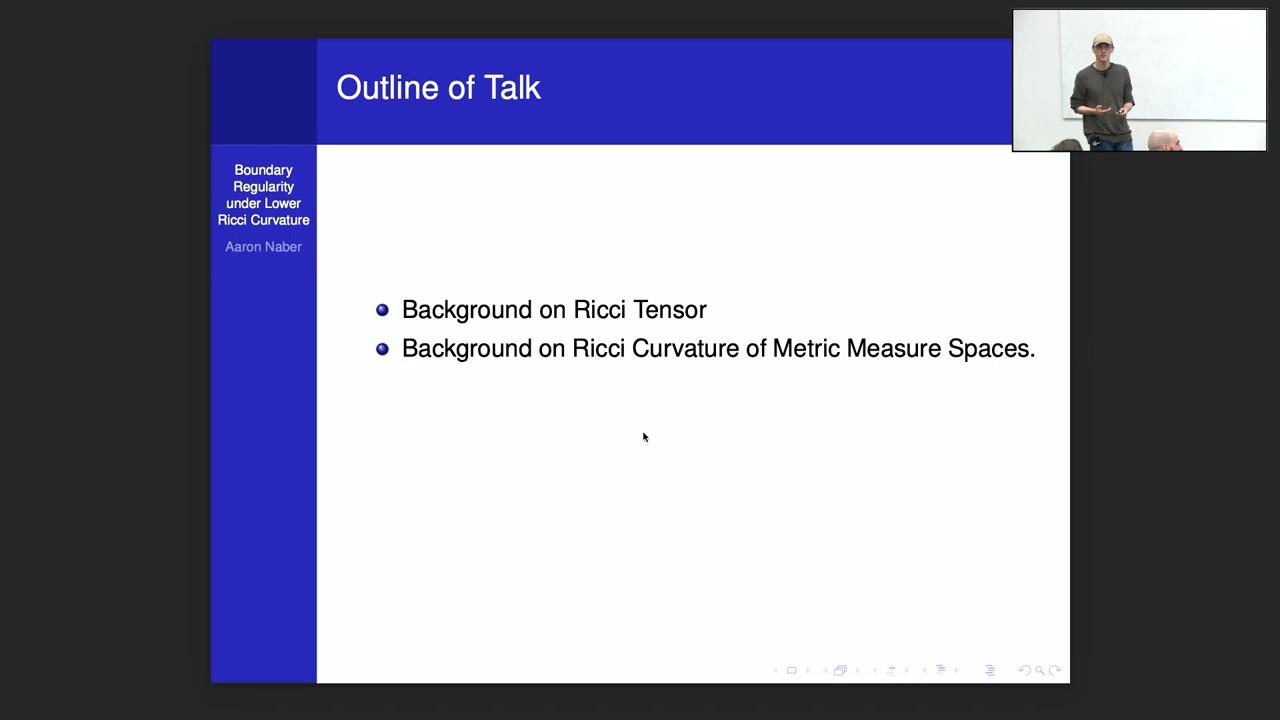 Outline of Talk
Boundary
Regularity
under Lower
Ricci Curvature
Aaron Naber
Background on Ricci Tensor
Background on Ricci Curvature of Metric Measure Spaces.